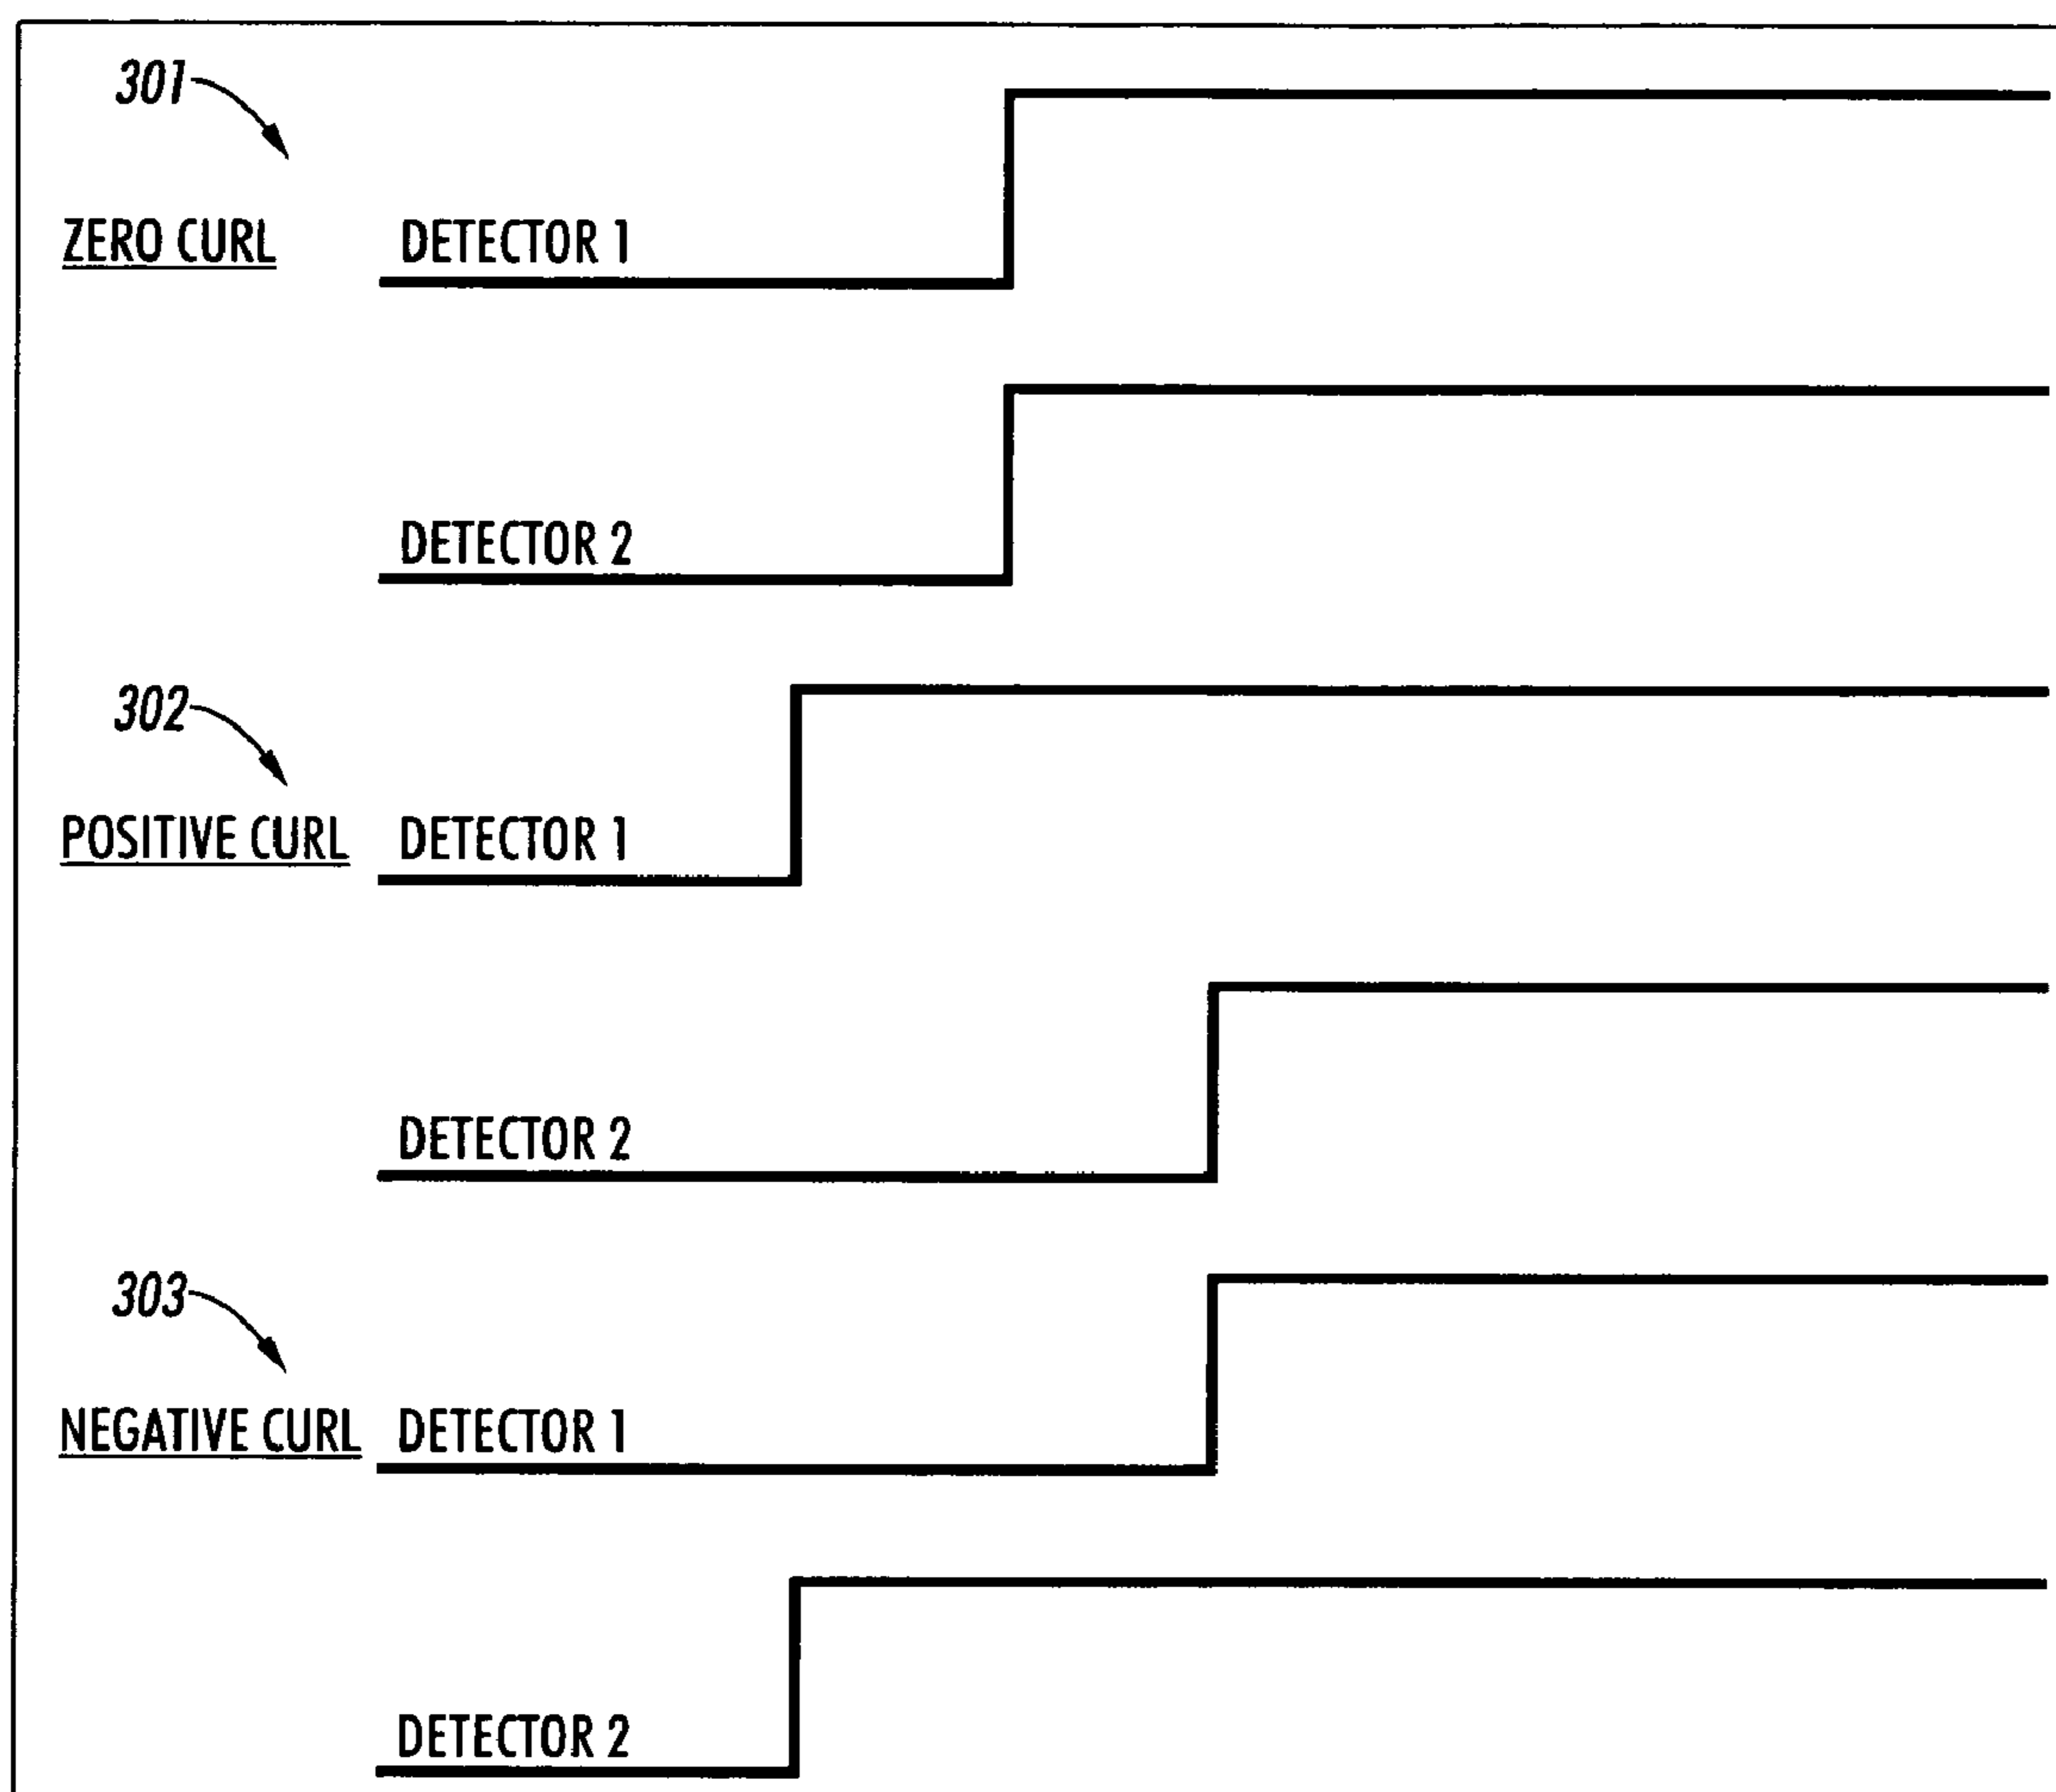 301
ZERO CURL DETECTOR 1
DETECTOR 2
302
POSITIVE CURL DETECTOR 1
DETECTOR 2
303
NEGATIVE CURL DETECTOR 1
DETECTOR 2